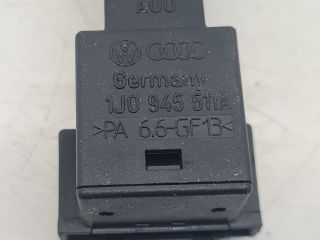 A00
Germany
1J0 945 511A
>PA 6.6-GF13<